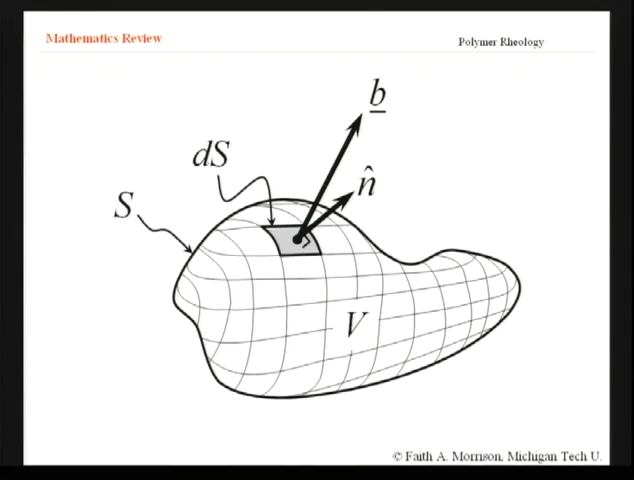 Mathematics Review
Polymer Rheology
b
dS
n̂
S
V
© Faith A. Morrison, Michigan Tech U.